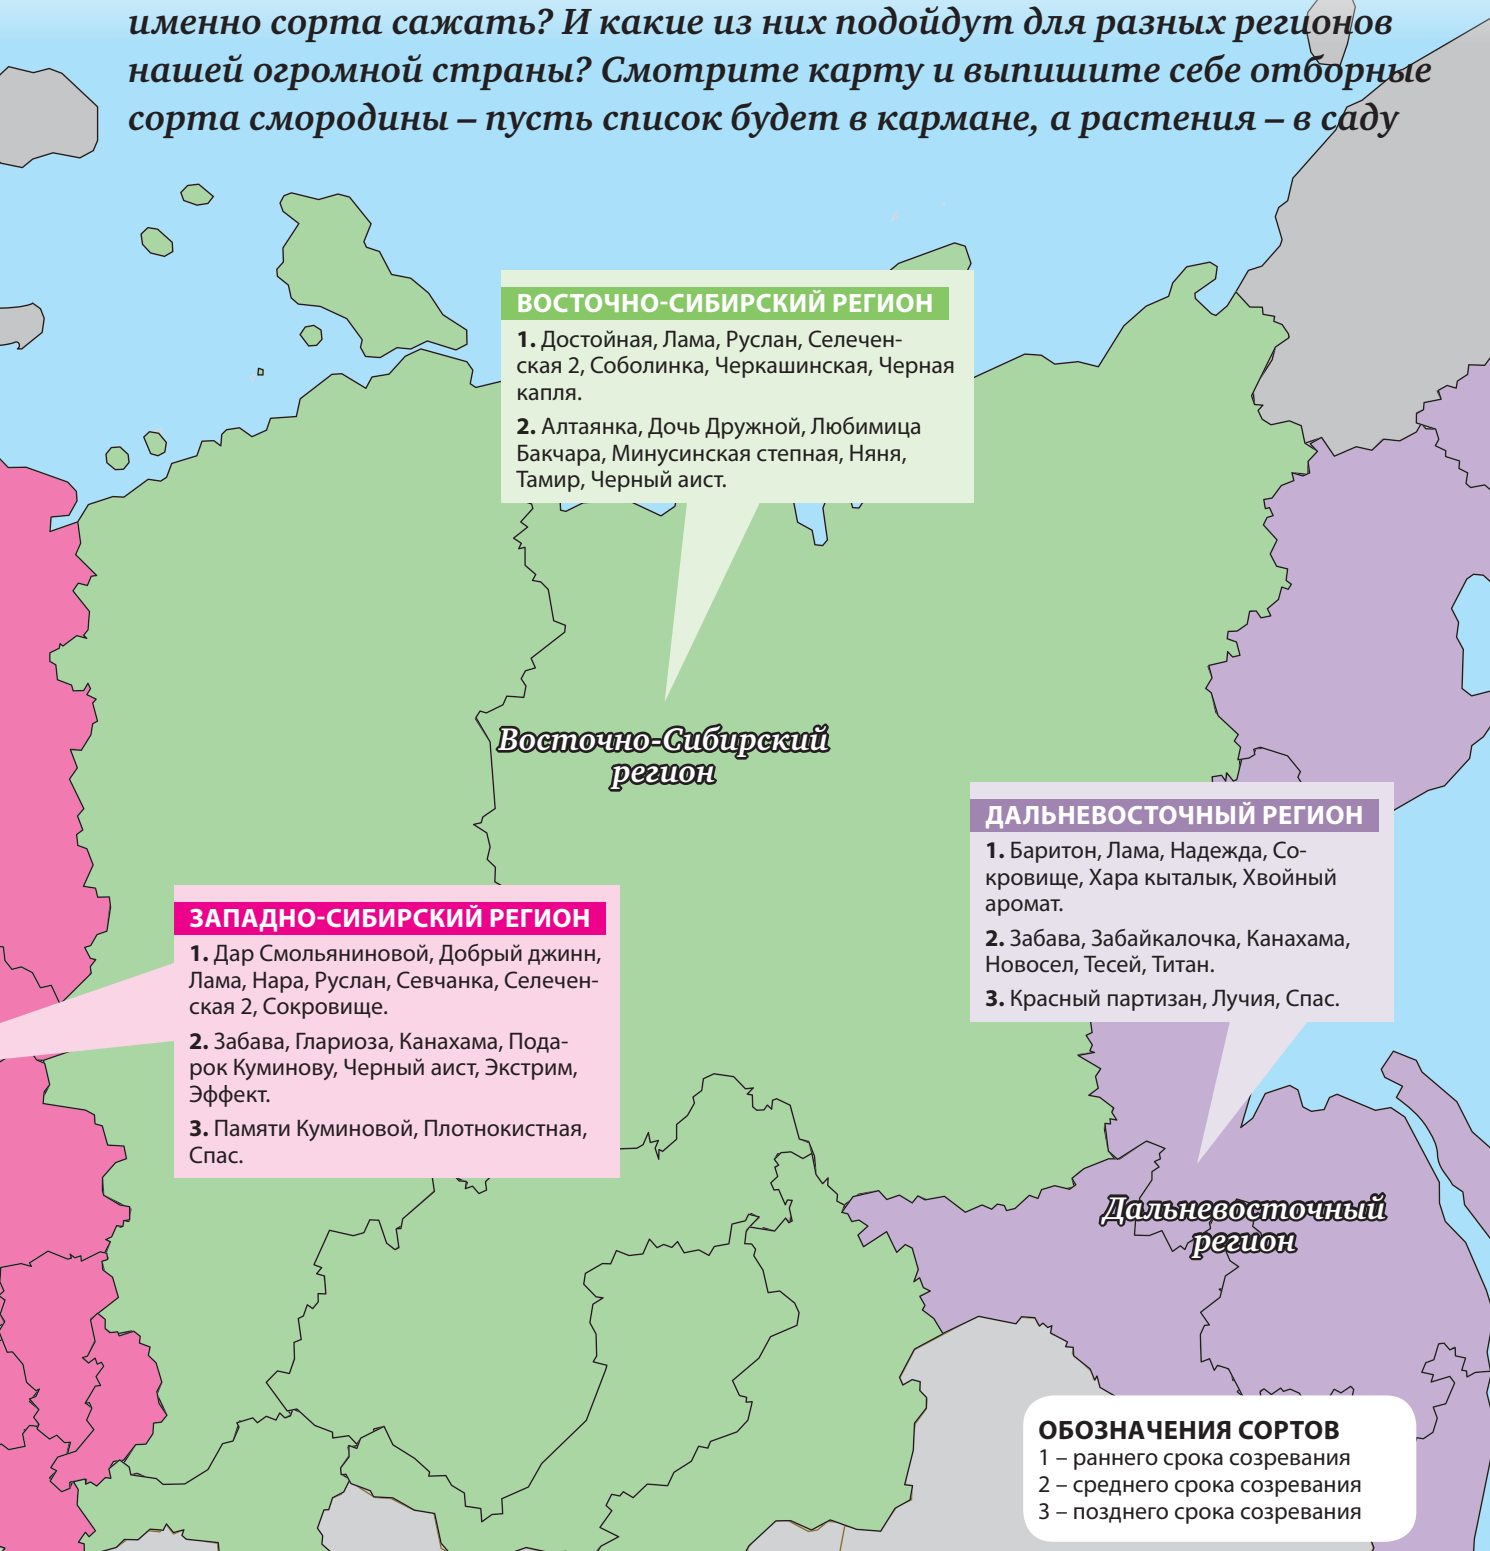 именно сорта сажать? И какие из них подойдут для разных регионов
нашей огромной страны? Смотрите карту и выпишите себе отборные
сорта смородины – пусть список будет в кармане, а растения – в саду
ВОСТОЧНО-СИБИРСКИЙ РЕГИОН
1. Достойная, Лама, Руслан, Селечен-
ская 2, Соболинка, Черкашинская, Черная
капля.
2. Алтаянка, Дочь Дружной, Любимица
Бакчара, Минусинская степная, Няня,
Тамир, Черный аист.
Восточно-Сибирский
регион
ДАЛЬНЕВОСТОЧНЫЙ РЕГИОН
1. Баритон, Лама, Надежда, Со-
кровище, Хара кыталык, Хвойный
аромат.
2. Забава, Забайкалочка, Канахама,
Новосел, Тесей, Титан.
3. Красный партизан, Лучия, Спас.
ЗАПАДНО-СИБИРСКИЙ РЕГИОН
1. Дар Смольяниновой, Добрый джинн,
Лама, Нара, Руслан, Севчанка, Селечен-
ская 2, Сокровище.
2. Забава, Глариоза, Канахама, Пода-
рок Куминову, Черный аист, Экстрим,
Эффект.
3. Памяти Куминовой, Плотнокистная,
Спас.
Дальневосточный
регион
ОБОЗНАЧЕНИЯ СОРТОВ
1 – раннего срока созревания
2 – среднего срока созревания
3 – позднего срока созревания